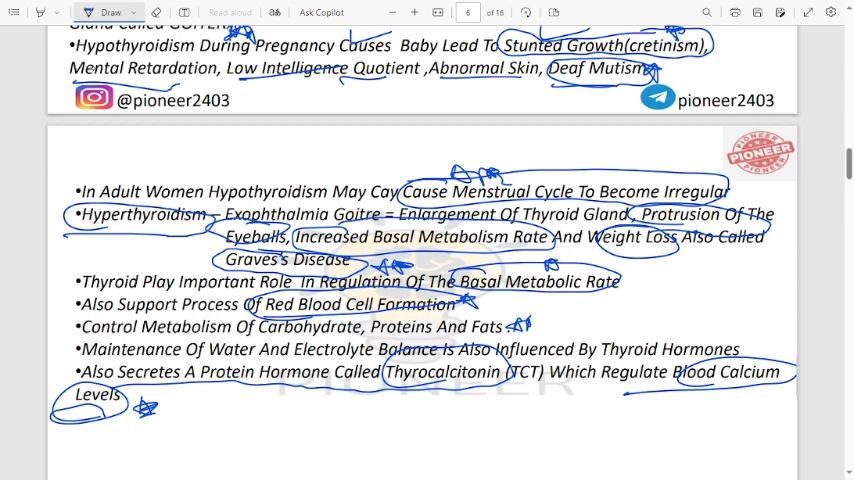 Draw
Read aloud
Ask Copilot
6 of 16
•Hypothyroidism During Pregnancy Causes Baby Lead To Stunted Growth(cretinism),
Mental Retardation, Low Intelligence Quotient ,Abnormal Skin, Deaf Mutism
@pioneer2403 pioneer2403
PIONEER
PIONEER
•In Adult Women Hypothyroidism May Cay Cause Menstrual Cycle To Become Irregular
•Hyperthyroidism – Exophthalmia Goitre = Enlargement Of Thyroid Gland , Protrusion Of The
Eyeballs, Increased Basal Metabolism Rate And Weight Loss Also Called
Graves's Disease
•Thyroid Play Important Role In Regulation Of The Basal Metabolic Rate
•Also Support Process Of Red Blood Cell Formation
•Control Metabolism Of Carbohydrate, Proteins And Fats.
•Maintenance Of Water And Electrolyte Balance Is Also Influenced By Thyroid Hormones
•Also Secretes A Protein Hormone Called Thyrocalcitonin (TCT) Which Regulate Blood Calcium
Levels
PIONEER